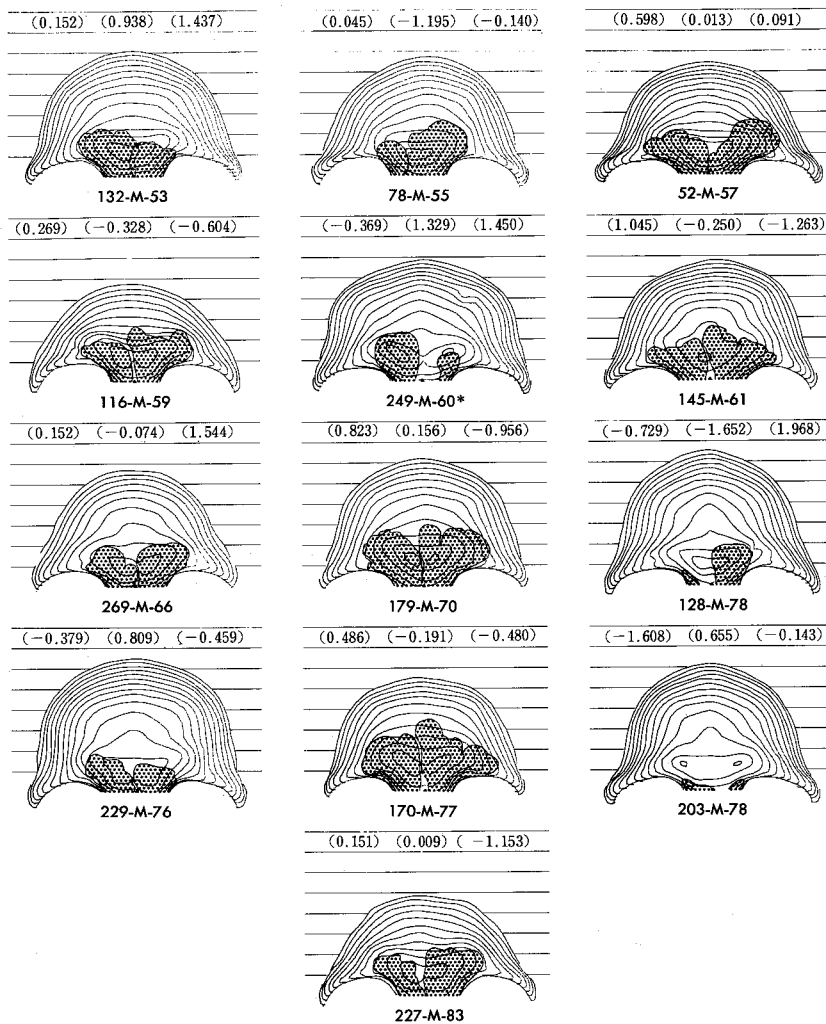 (0.152) (0.938) (1.437)
(0.045) (−1.195) (−0.140)
(0.598) (0.013) (0.091)
132-M-53
78-M-55
52-M-57
(0.269) (−0.328) (−0.604)
(−0.369) (1.329) (1.450)
(1.045) (−0.250) (−1.263)
116-M-59
249-M-60*
145-M-61
(0.152) (−0.074) (1.544)
(0.823) (0.156) (−0.956)
(−0.729) (−1.652) (1.968)
269-M-66
179-M-70
128-M-78
(−0.379) (0.809) (−0.459)
(0.486) (−0.191) (−0.480)
(−1.608) (0.655) (−0.143)
229-M-76
170-M-77
203-M-78
(0.151) (0.009) (−1.153)
227-M-83